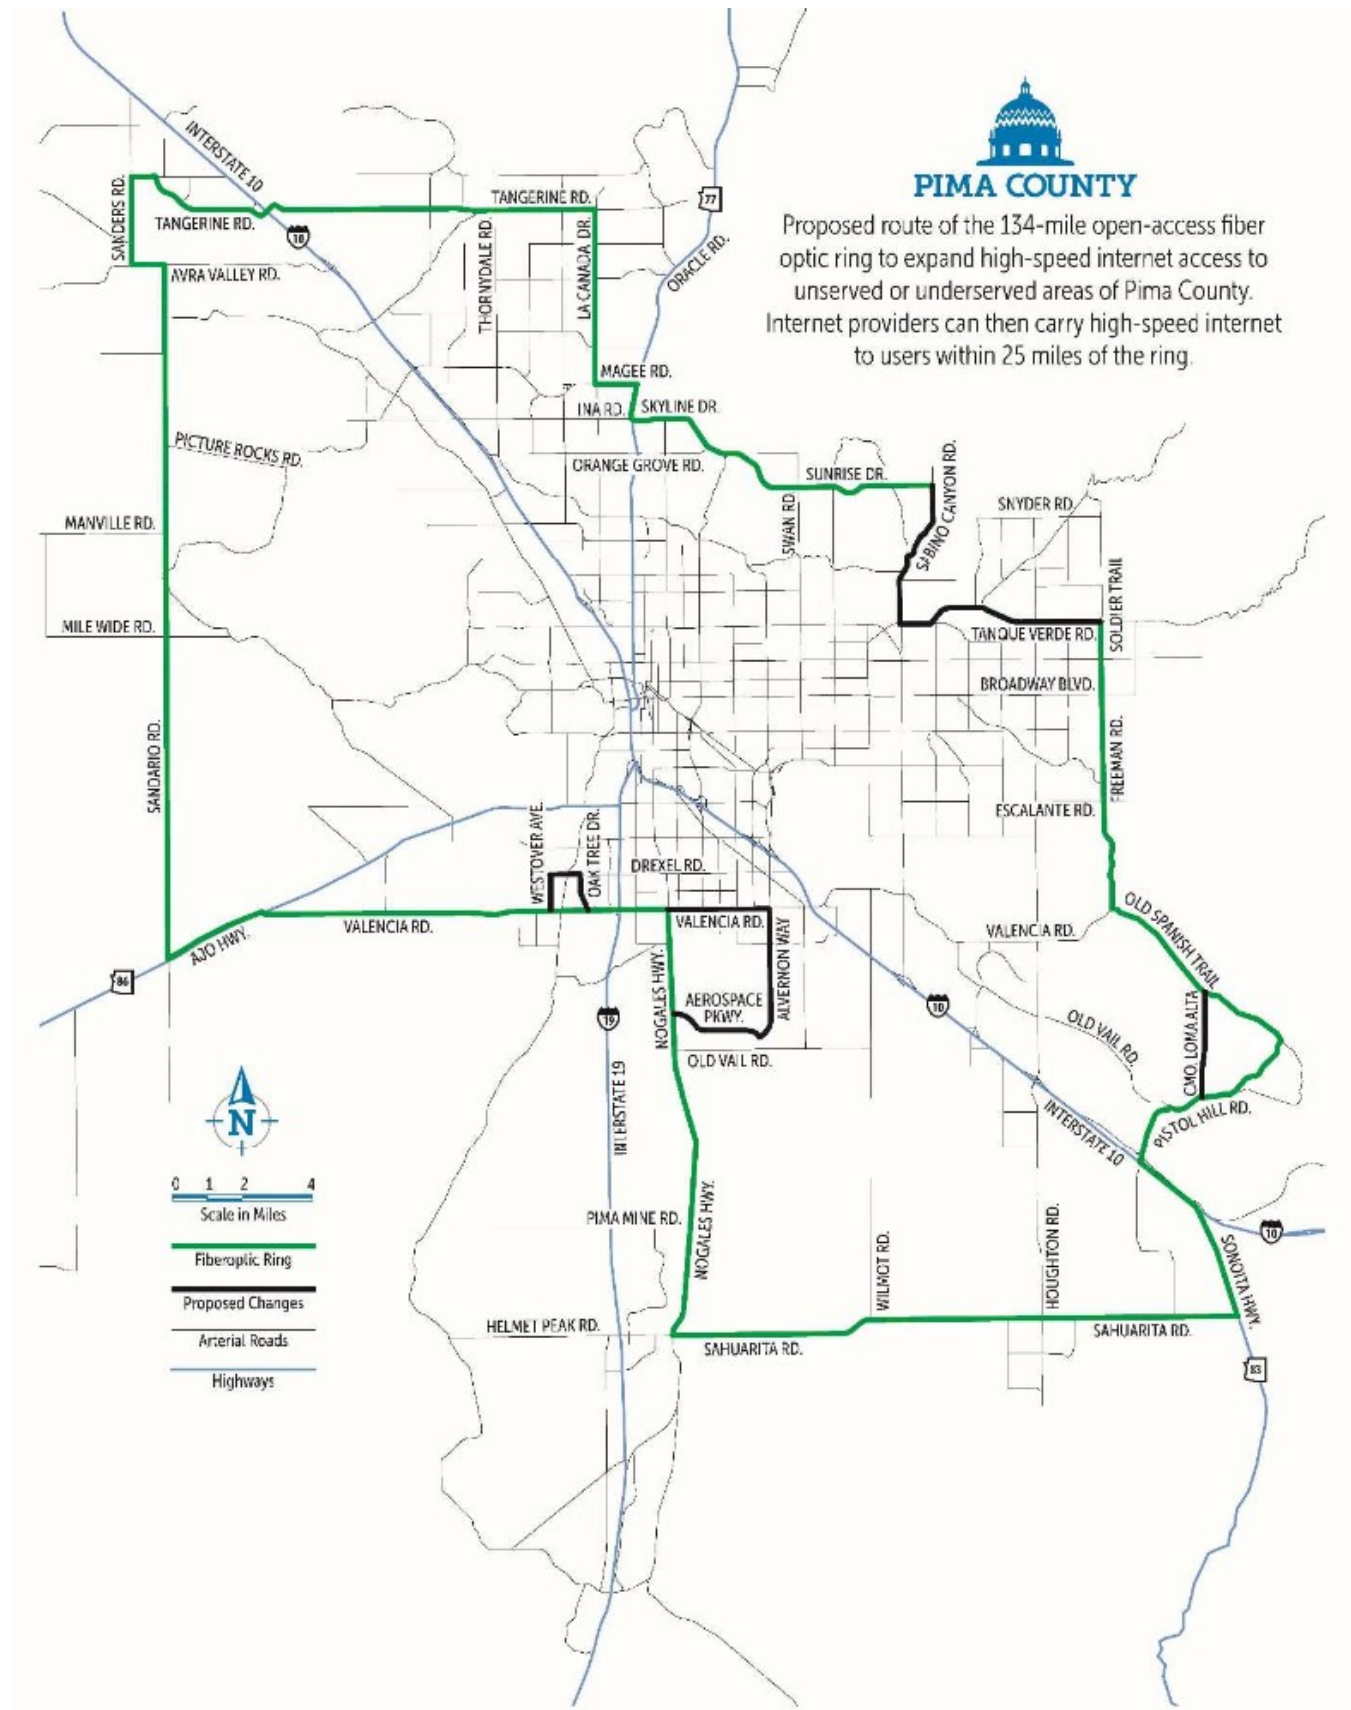 PIMA COUNTY
Proposed route of the 134-mile open-access fiber
optic ring to expand high-speed internet access to
unserved or underserved areas of Pima County.
Internet providers can then carry high-speed internet
to users within 25 miles of the ring.
INTERSTATE 10
SANDERS RD.
TANGERINE RD.
TANGERINE RD.
77
10
AVRA VALLEY RD.
THORNYDALE RD.
LA CANADA DR.
ORACLE RD.
MAGEE RD.
INA RD.
SKYLINE DR.
PICTURE ROCKS RD.
ORANGE GROVE RD.
SUNRISE DR.
SABINO CANYON RD.
SWAN RD.
SNYDER RD.
MANVILLE RD.
SOLDIER TRAIL
MILE WIDE RD.
TANQUE VERDE RD.
BROADWAY BLVD.
SANDARIO RD.
FREEMAN RD.
ESCALANTE RD.
WESTOVER AVE.
OAK TREE DR.
DREXEL RD.
VALENCIA RD.
VALENCIA RD.
ALVERNON WAY
VALENCIA RD.
OLD SPANISH TRAIL
AJO HWY.
86
NOGALES HWY.
AEROSPACE
PKWY.
19
10
OLD VAIL RD.
OLD VAIL RD.
CMO. LOMA ALTA
PISTOL HILL RD.
INTERSTATE 19
INTERSTATE 10
N
0 1 2 4
Scale in Miles
Fiberoptic Ring
Proposed Changes
Arterial Roads
Highways
PIMA MINE RD.
NOGALES HWY.
WILMOT RD.
HOUGHTON RD.
SONOITA HWY.
10
HELMET PEAK RD.
SAHUARITA RD.
SAHUARITA RD.
83